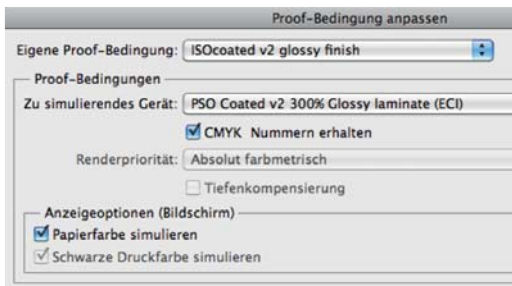 Proof-Bedingung anpassen
Eigene Proof-Bedingung: ISOcoated v2 glossy finish
Proof-Bedingungen
Zu simulierendes Gerät: PSO Coated v2 300% Glossy laminate (ECI)
CMYK Nummern erhalten
Renderpriorität: Absolut farbmetrisch
Tiefenkompensierung
Anzeigeoptionen (Bildschirm)
Papierfarbe simulieren
Schwarze Druckfarbe simulieren